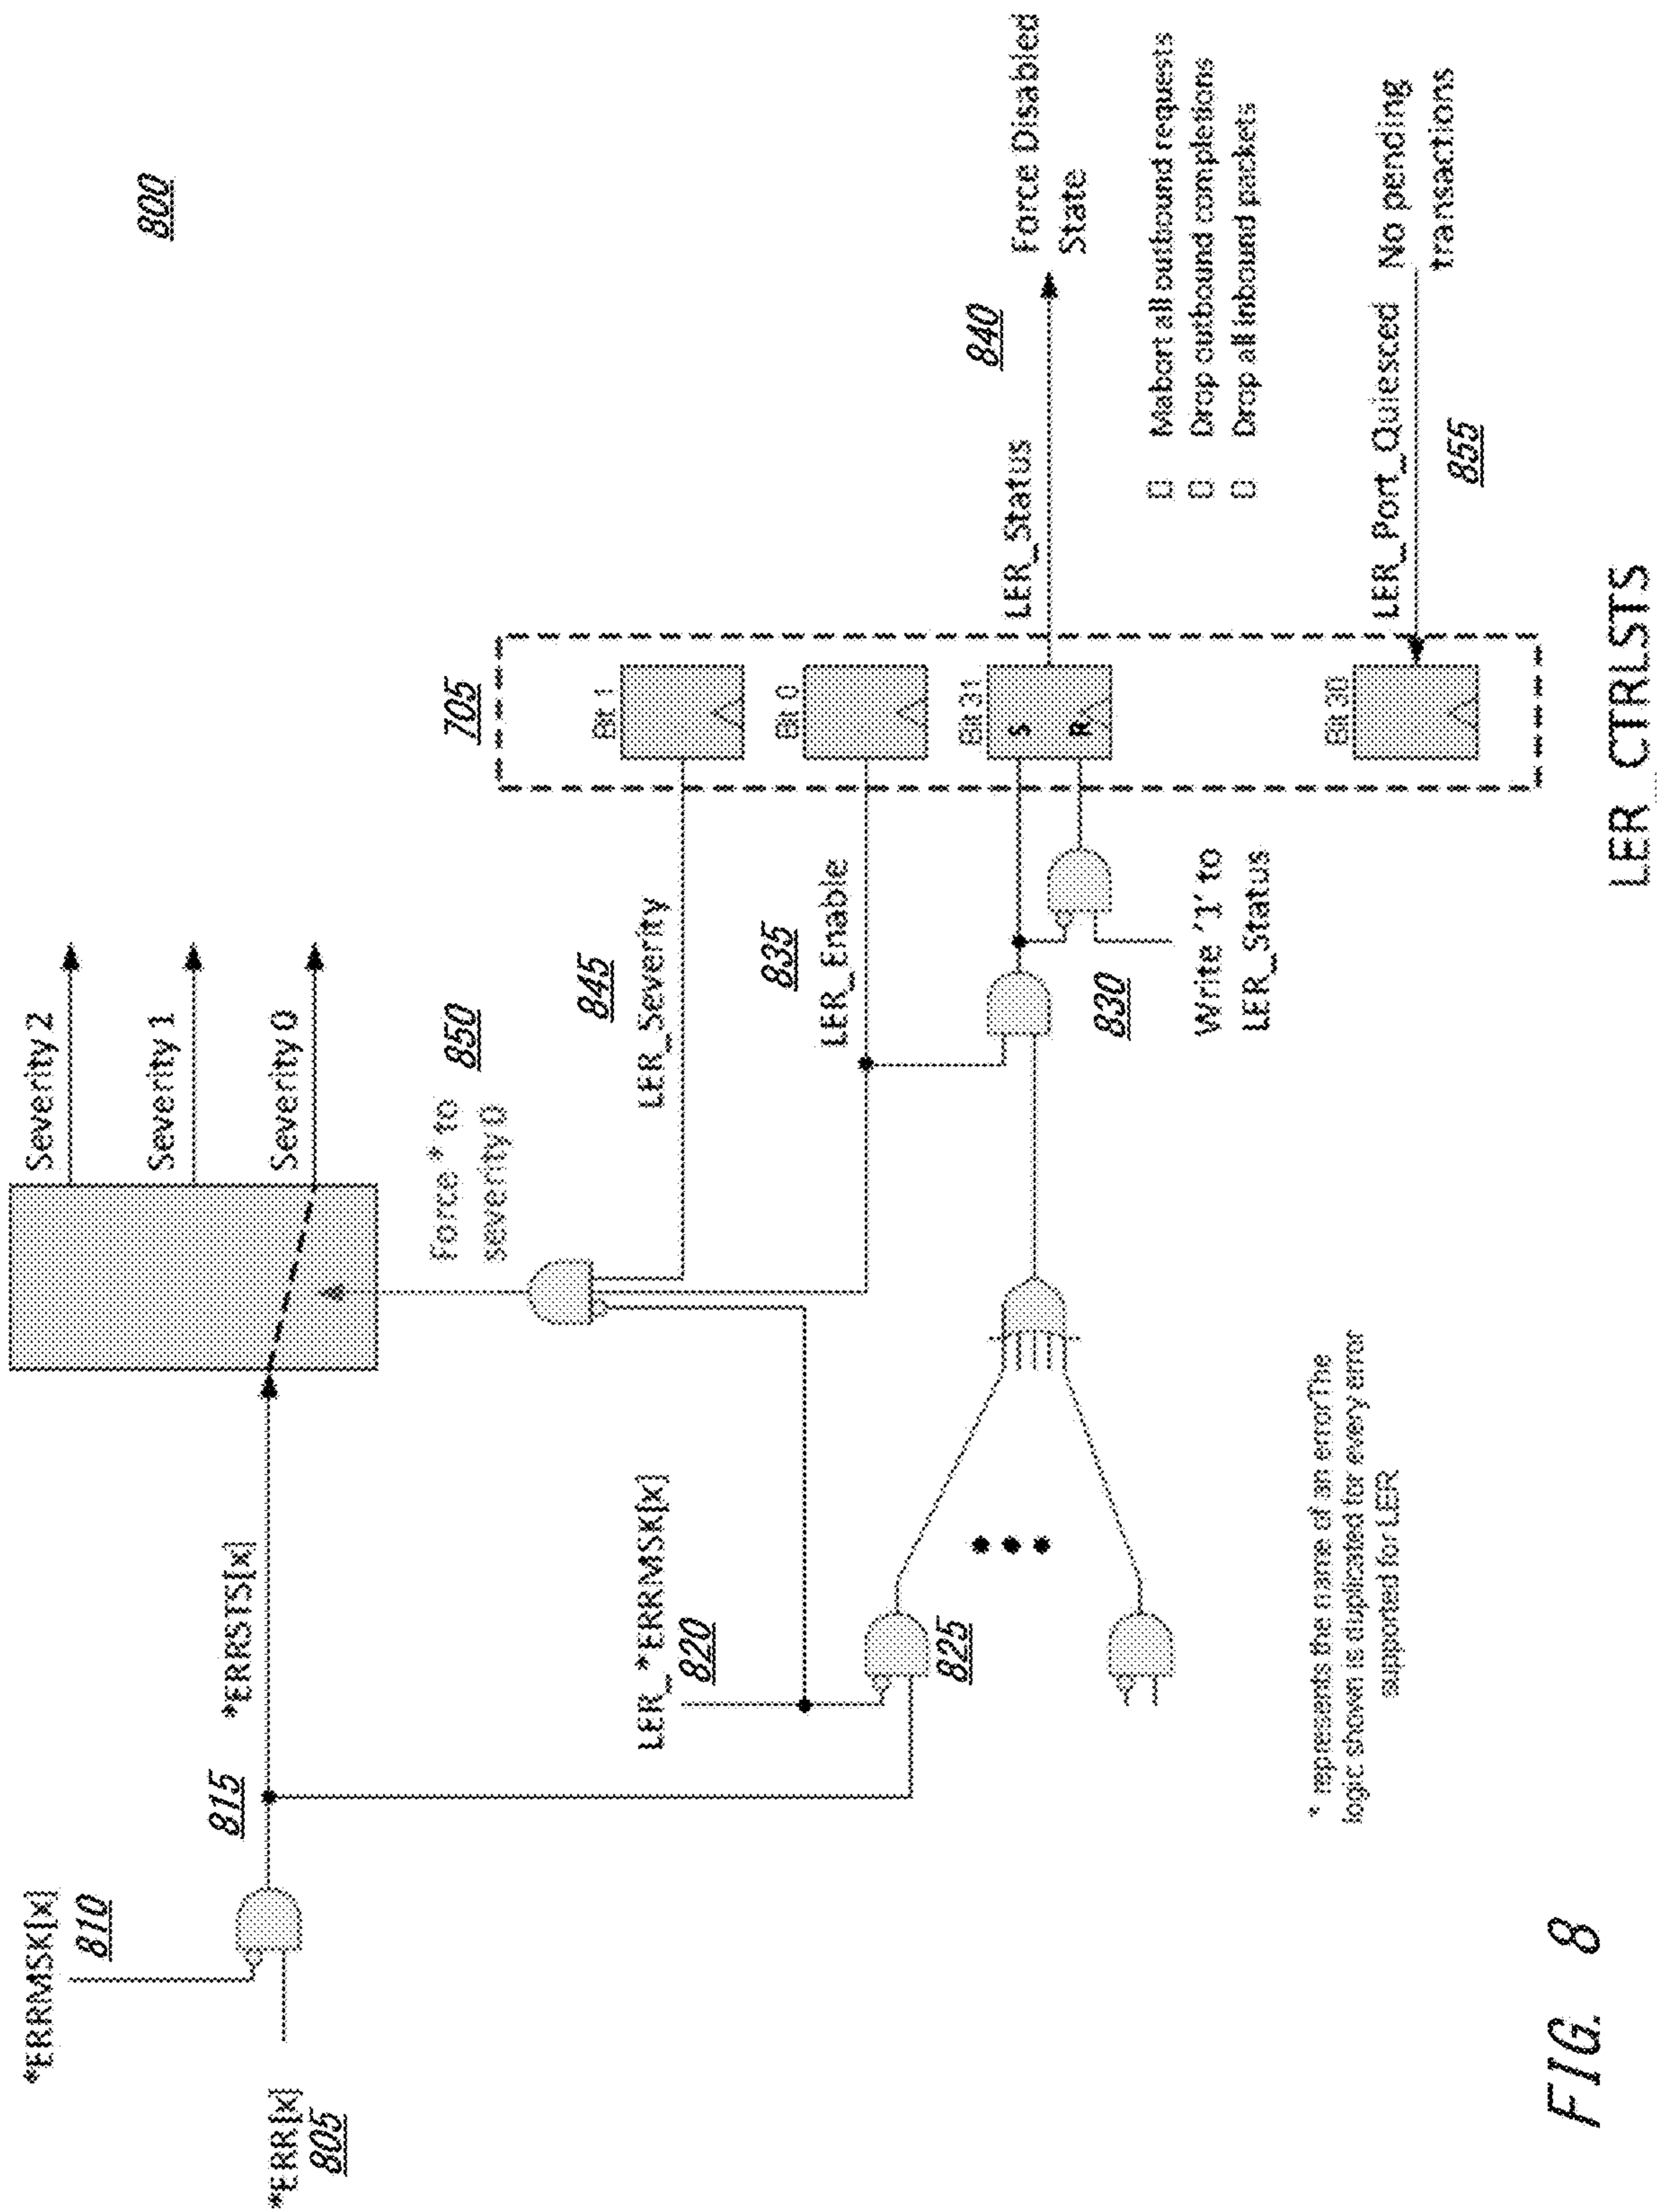 800
*ERRMSK[x]
810
*ERR[x]
805
815
*ERRSTS[x]
Severity 2
Severity 1
Severity 0
Force * to
severity 0
850
LER_*ERRMSK[x]
820
825
845
LER_Severity
835
LER_Enable
830
Write '1' to
LER_Status
705
Bit 1
Bit 0
Bit 31
S
R
Bit 30
LER_Status
840
Force Disabled
State
Mabort all outbound requests
Drop outbound completions
Drop all inbound packets
LER_Port_Quiesced
855
No pending
transactions
* represents the name of an errorThe
logic shown is duplicated for every error
supported for LER
LER_CTRLSTS
FIG. 8